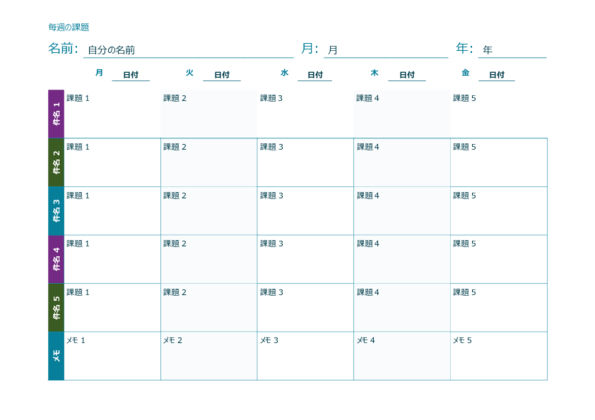 毎週の課題
名前: 自分の名前 月: 月 年: 年
月 日付 火 日付 水 日付 木 日付 金 日付
件名 1 課題 1 課題 2 課題 3 課題 4 課題 5
件名 2 課題 1 課題 2 課題 3 課題 4 課題 5
件名 3 課題 1 課題 2 課題 3 課題 4 課題 5
件名 4 課題 1 課題 2 課題 3 課題 4 課題 5
件名 5 課題 1 課題 2 課題 3 課題 4 課題 5
メモ メモ 1 メモ 2 メモ 3 メモ 4 メモ 5